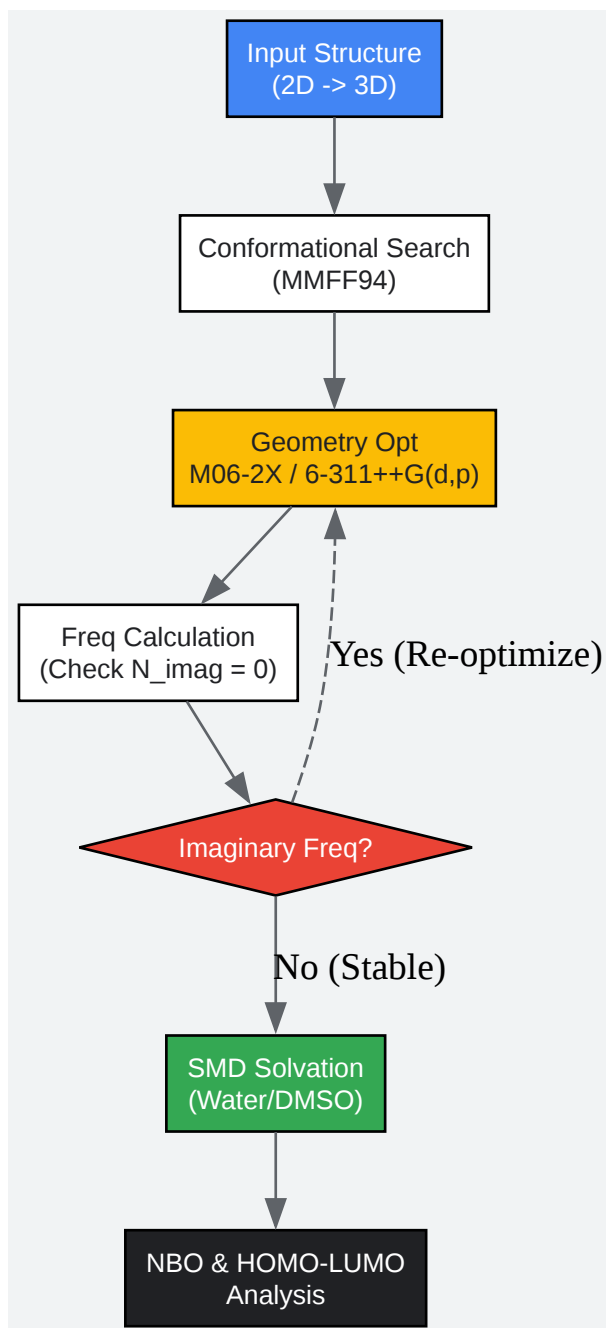 Input Structure
(2D -> 3D)
Conformational Search
(MMFF94)
Geometry Opt
M06-2X / 6-311++G(d,p)
Freq Calculation
(Check N_imag = 0)
Yes (Re-optimize)
Imaginary Freq?
No (Stable)
SMD Solvation
(Water/DMSO)
NBO & HOMO-LUMO
Analysis